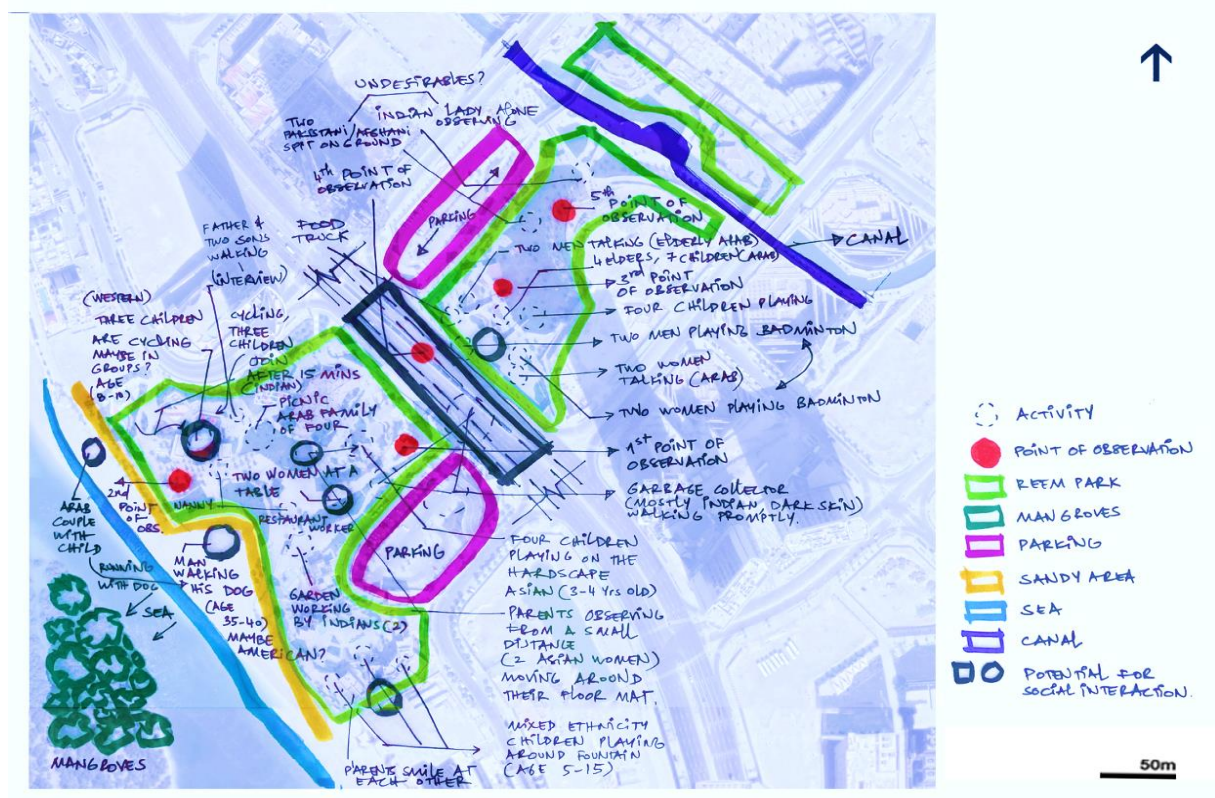 UNDESIRABLES?
TWO
PAKISTANI/AFGHANI
SPIT ON GROUND
INDIAN LADY ALONE
OBSERVING
4th POINT OF
OBSERVATION
PARKING
5th
POINT OF
OBSERVATION
FATHER &
TWO SONS
WALKING
(INTERVIEW)
FOOD
TRUCK
TWO MEN TALKING (ELDERLY ARAB)
4 ELDERS, 7 CHILDREN (ARAB)
CANAL
3rd POINT
OF OBSERVATION
FOUR CHILDREN PLAYING
TWO MEN PLAYING BADMINTON
TWO WOMEN
TALKING (ARAB)
TWO WOMEN PLAYING BADMINTON
(WESTERN)
THREE CHILDREN
ARE CYCLING
MAYBE IN
GROUPS?
(AGE
8-10)
CYCLING,
THREE
CHILDREN
JOIN
AFTER 15 MINS
(INDIAN)
PICNIC
ARAB FAMILY
OF FOUR
1st POINT OF
OBSERVATION
TWO WOMEN AT A
TABLE
2nd
POINT
OF
OBS.
NANNY
RESTAURANT
WORKER
GARBAGE COLLECTOR
(MOSTLY INDIAN DARK SKIN)
WALKING PROMPTLY.
ARAB
COUPLE
WITH
CHILD
PARKING
RUNNING
WITH DOG
MAN
WALKING
HIS DOG
(AGE
35-40)
MAYBE
AMERICAN?
SEA
GARDEN
WORKING
BY INDIANS (2)
FOUR CHILDREN
PLAYING ON THE
HARDSCAPE
ASIAN (3-4 Yrs OLD)
PARENTS OBSERVING
FROM A SMALL
DISTANCE
(2 ASIAN WOMEN)
MOVING AROUND
THEIR FLOOR MAT.
MIXED ETHNICITY
CHILDREN PLAYING
AROUND FOUNTAIN
(AGE 5-15)
MANGROVES
PARENTS SMILE AT
EACH OTHER
ACTIVITY
POINT OF OBSERVATION
REEM PARK
MANGROVES
PARKING
SANDY AREA
SEA
CANAL
POTENTIAL FOR
SOCIAL INTERACTION.
50m